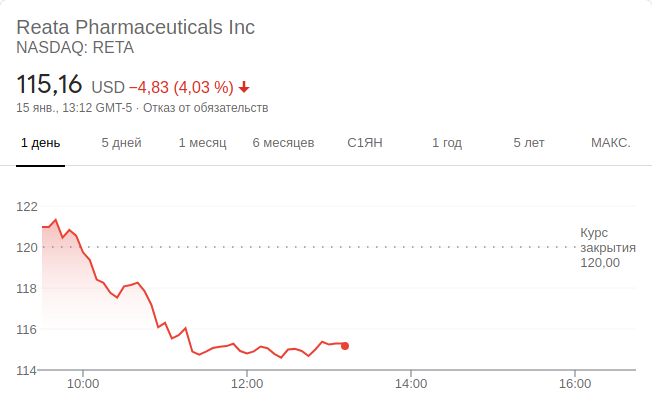 Reata Pharmaceuticals Inc
NASDAQ: RETA
115,16 USD −4,83 (4,03 %)
15 янв., 13:12 GMT-5 · Отказ от обязательств
1 день 5 дней 1 месяц 6 месяцев С1ЯН 1 год 5 лет МАКС.
122
120
118
116
114
Курс
закрытия
120,00
10:00 12:00 14:00 16:00